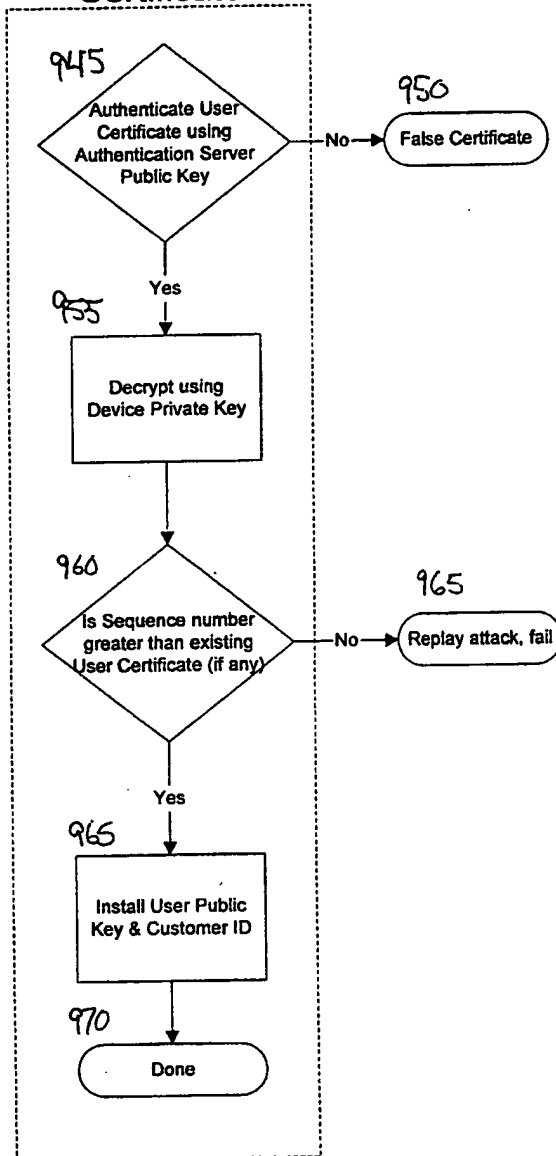 945
Authenticate User
Certificate using
Authentication Server
Public Key
No
950
False Certificate
Yes
955
Decrypt using
Device Private Key
960
Is Sequence number
greater than existing
User Certificate (if any)
No
965
Replay attack, fail
Yes
965
Install User Public
Key & Customer ID
970
Done